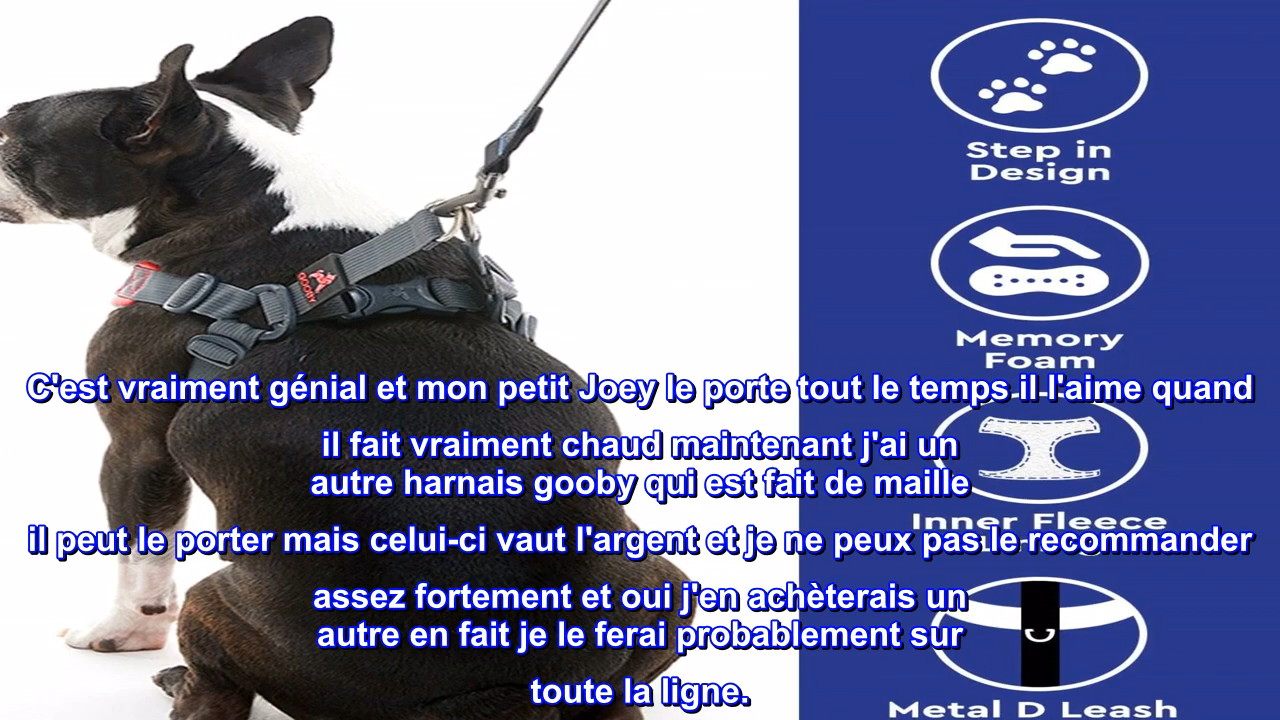 Step in
Design
GOOBY
Memory
Foam
C'est vraiment génial et mon petit Joey le porte tout le temps il l'aime quand
il fait vraiment chaud maintenant j'ai un
autre harnais gooby qui est fait de maille
Inner Fleece
il peut le porter mais celui-ci vaut l'argent et je ne peux pas le recommander
assez fortement et oui j'en achèterais un
autre en fait je le ferai probablement sur
toute la ligne.
Metal D Leash